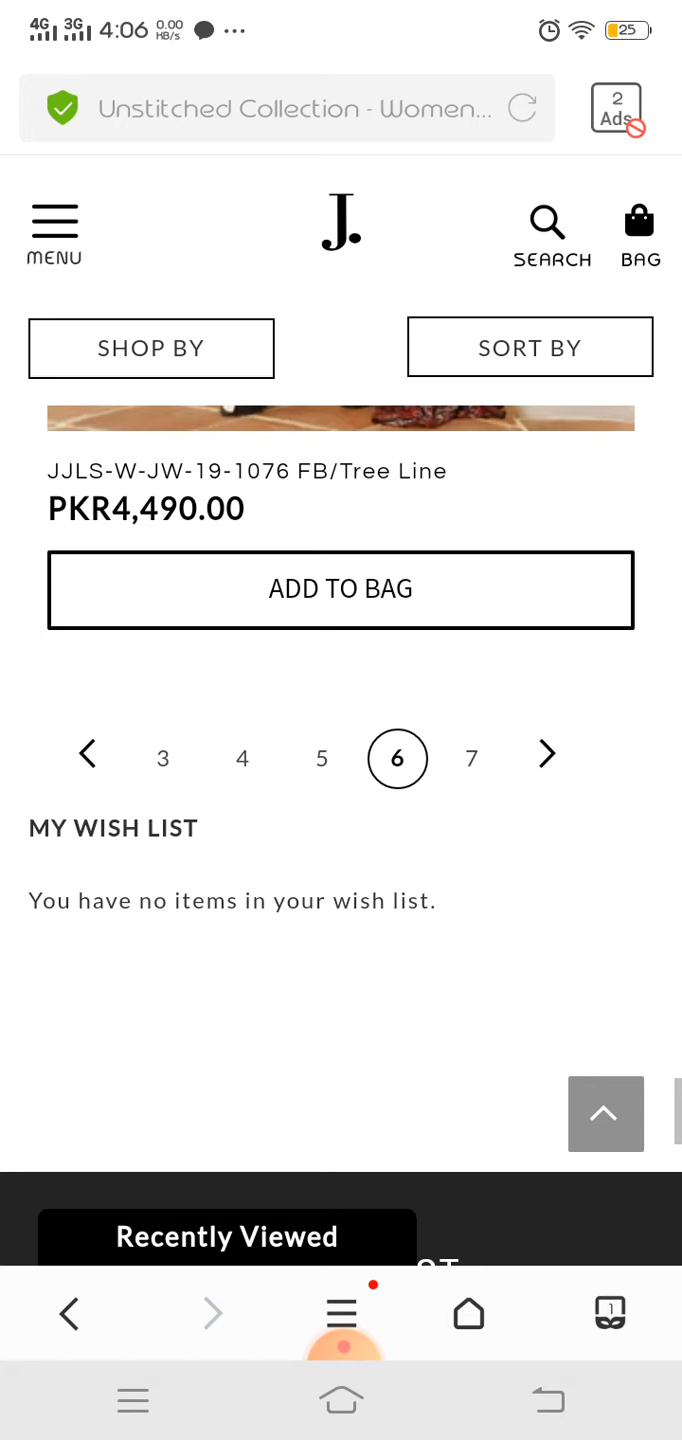 4G 3G 4:06 0.00 HB/s 25
Unstitched Collection - Women...
2
Ads
J.
MENU
SEARCH
BAG
SHOP BY
SORT BY
JJLS-W-JW-19-1076 FB/Tree Line
PKR4,490.00
ADD TO BAG
3 4 5 6 7
MY WISH LIST
You have no items in your wish list.
Recently Viewed
1